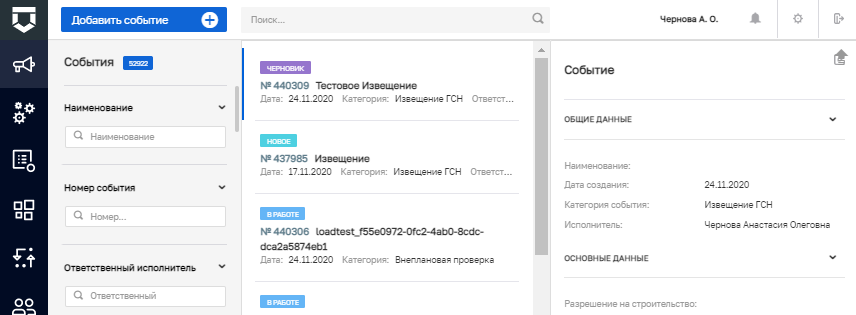 Добавить событие
Поиск...
Чернова А. О.
События 52922
Наименование
Наименование
Номер события
Номер...
Ответственный исполнитель
Ответственный
ЧЕРНОВИК
№ 440309 Тестовое Извещение
Дата: 24.11.2020 Категория: Извещение ГСН Ответст...
НОВОЕ
№ 437985 Извещение
Дата: 17.11.2020 Категория: Извещение ГСН Ответст...
В РАБОТЕ
№ 440306 loadtest_f55e0972-0fc2-4ab0-8cdc-
dca2a5874eb1
Дата: 24.11.2020 Категория: Внеплановая проверка
В РАБОТЕ
Событие
ОБЩИЕ ДАННЫЕ
Наименование:
Дата создания: 24.11.2020
Категория события: Извещение ГСН
Исполнитель: Чернова Анастасия Олеговна
ОСНОВНЫЕ ДАННЫЕ
Разрешение на строительство: